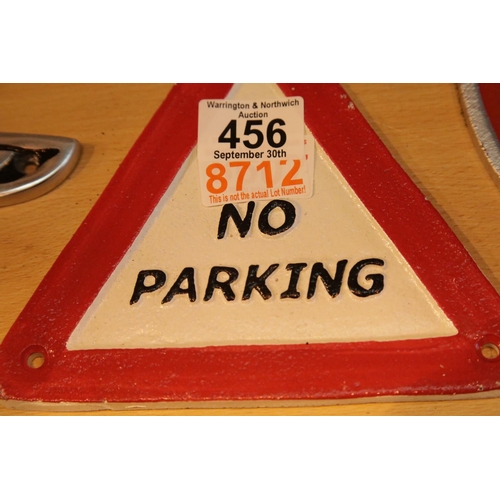 Warrington & Northwich
Auction
456
September 30th
8712
This is not the actual Lot Number!
NO
PARKING